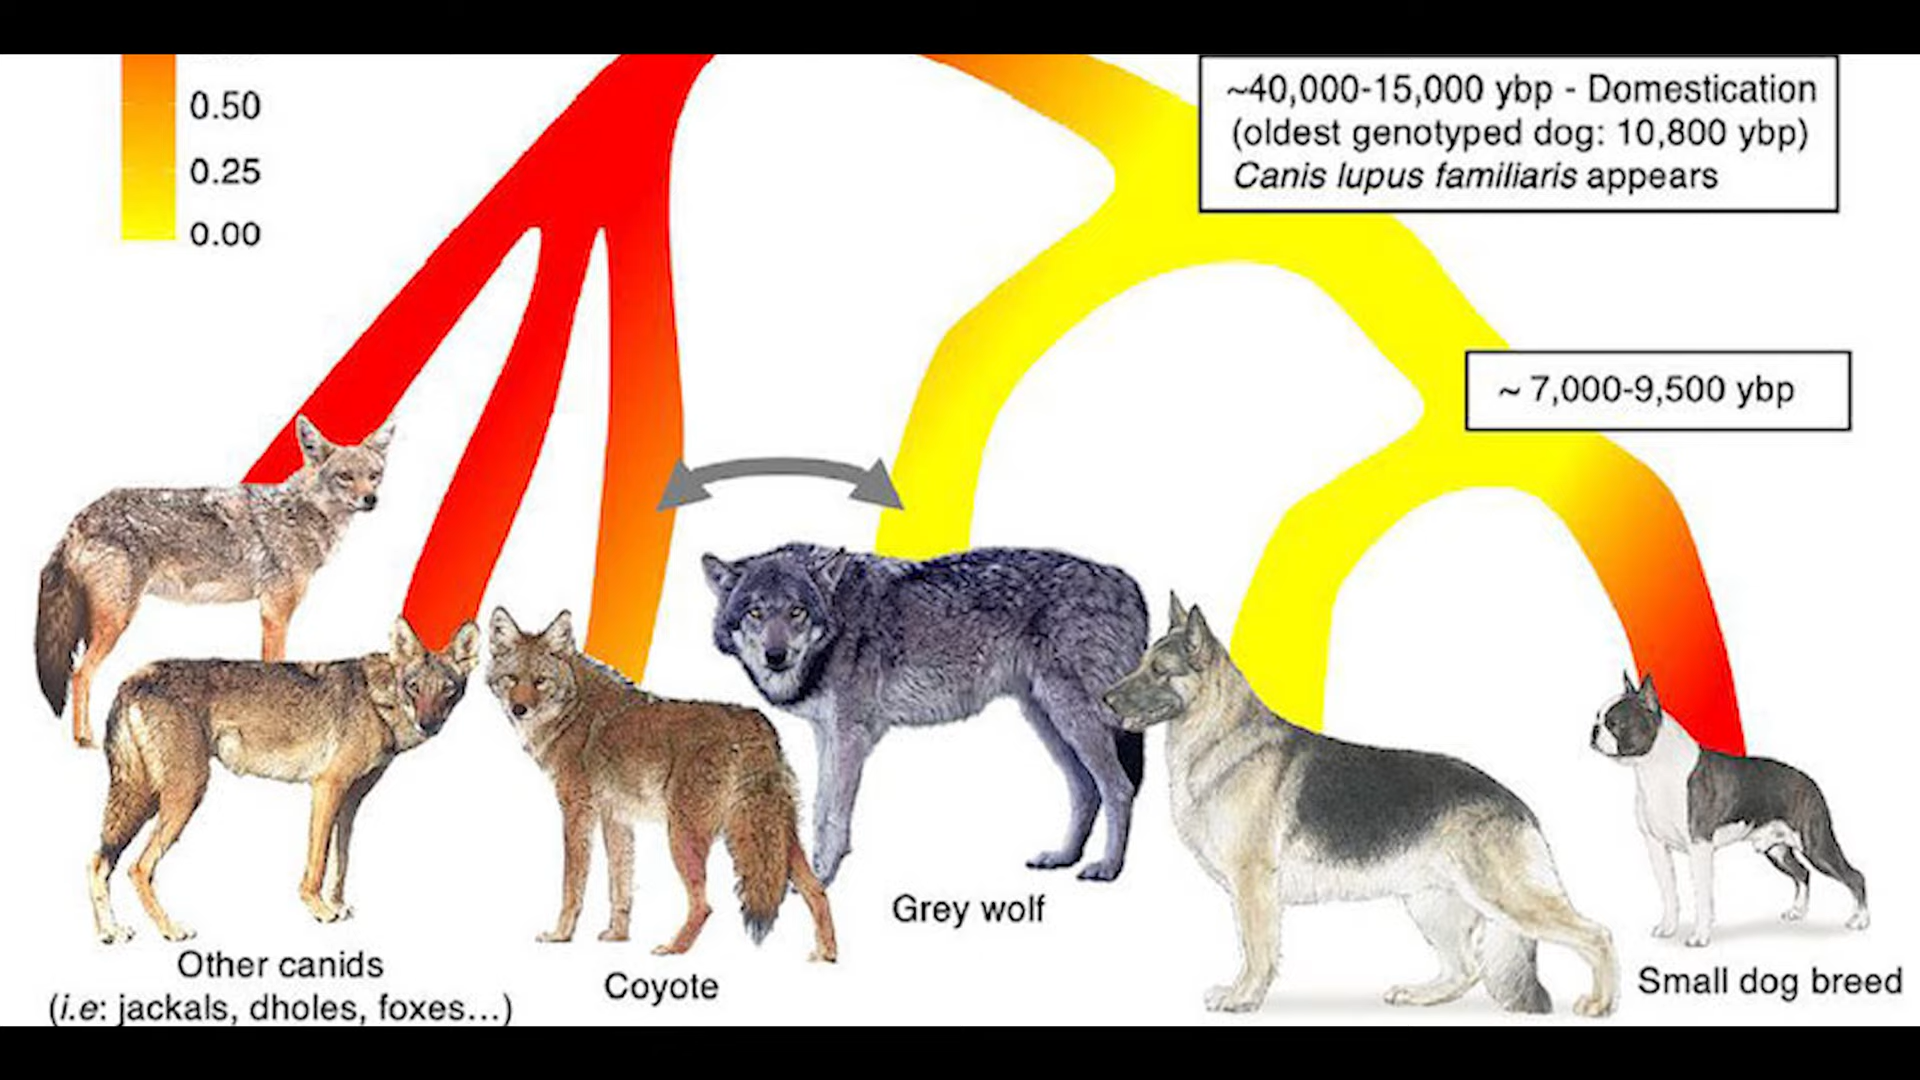 0.50
0.25
0.00
~40,000-15,000 ybp - Domestication
(oldest genotyped dog: 10,800 ybp)
Canis lupus familiaris appears
~ 7,000-9,500 ybp
Grey wolf
Other canids
(i.e: jackals, dholes, foxes...)
Coyote
Small dog breed